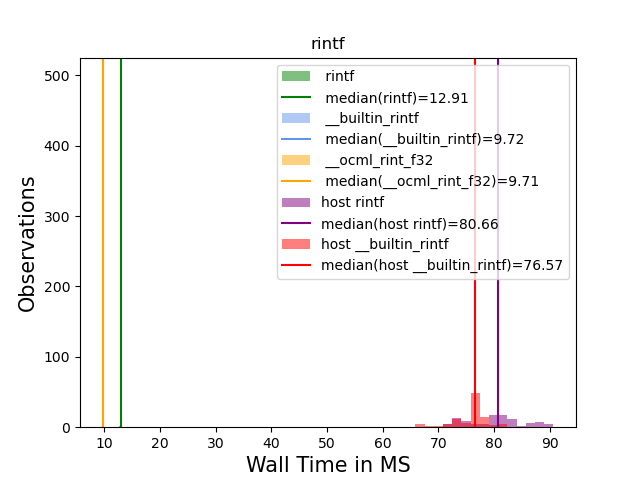 rintf
500
400
300
200
100
0
Observations
rintf
median(rintf)=12.91
__builtin_rintf
median(__builtin_rintf)=9.72
__ocml_rint_f32
median(__ocml_rint_f32)=9.71
host rintf
median(host rintf)=80.66
host __builtin_rintf
median(host __builtin_rintf)=76.57
10 20 30 40 50 60 70 80 90
Wall Time in MS